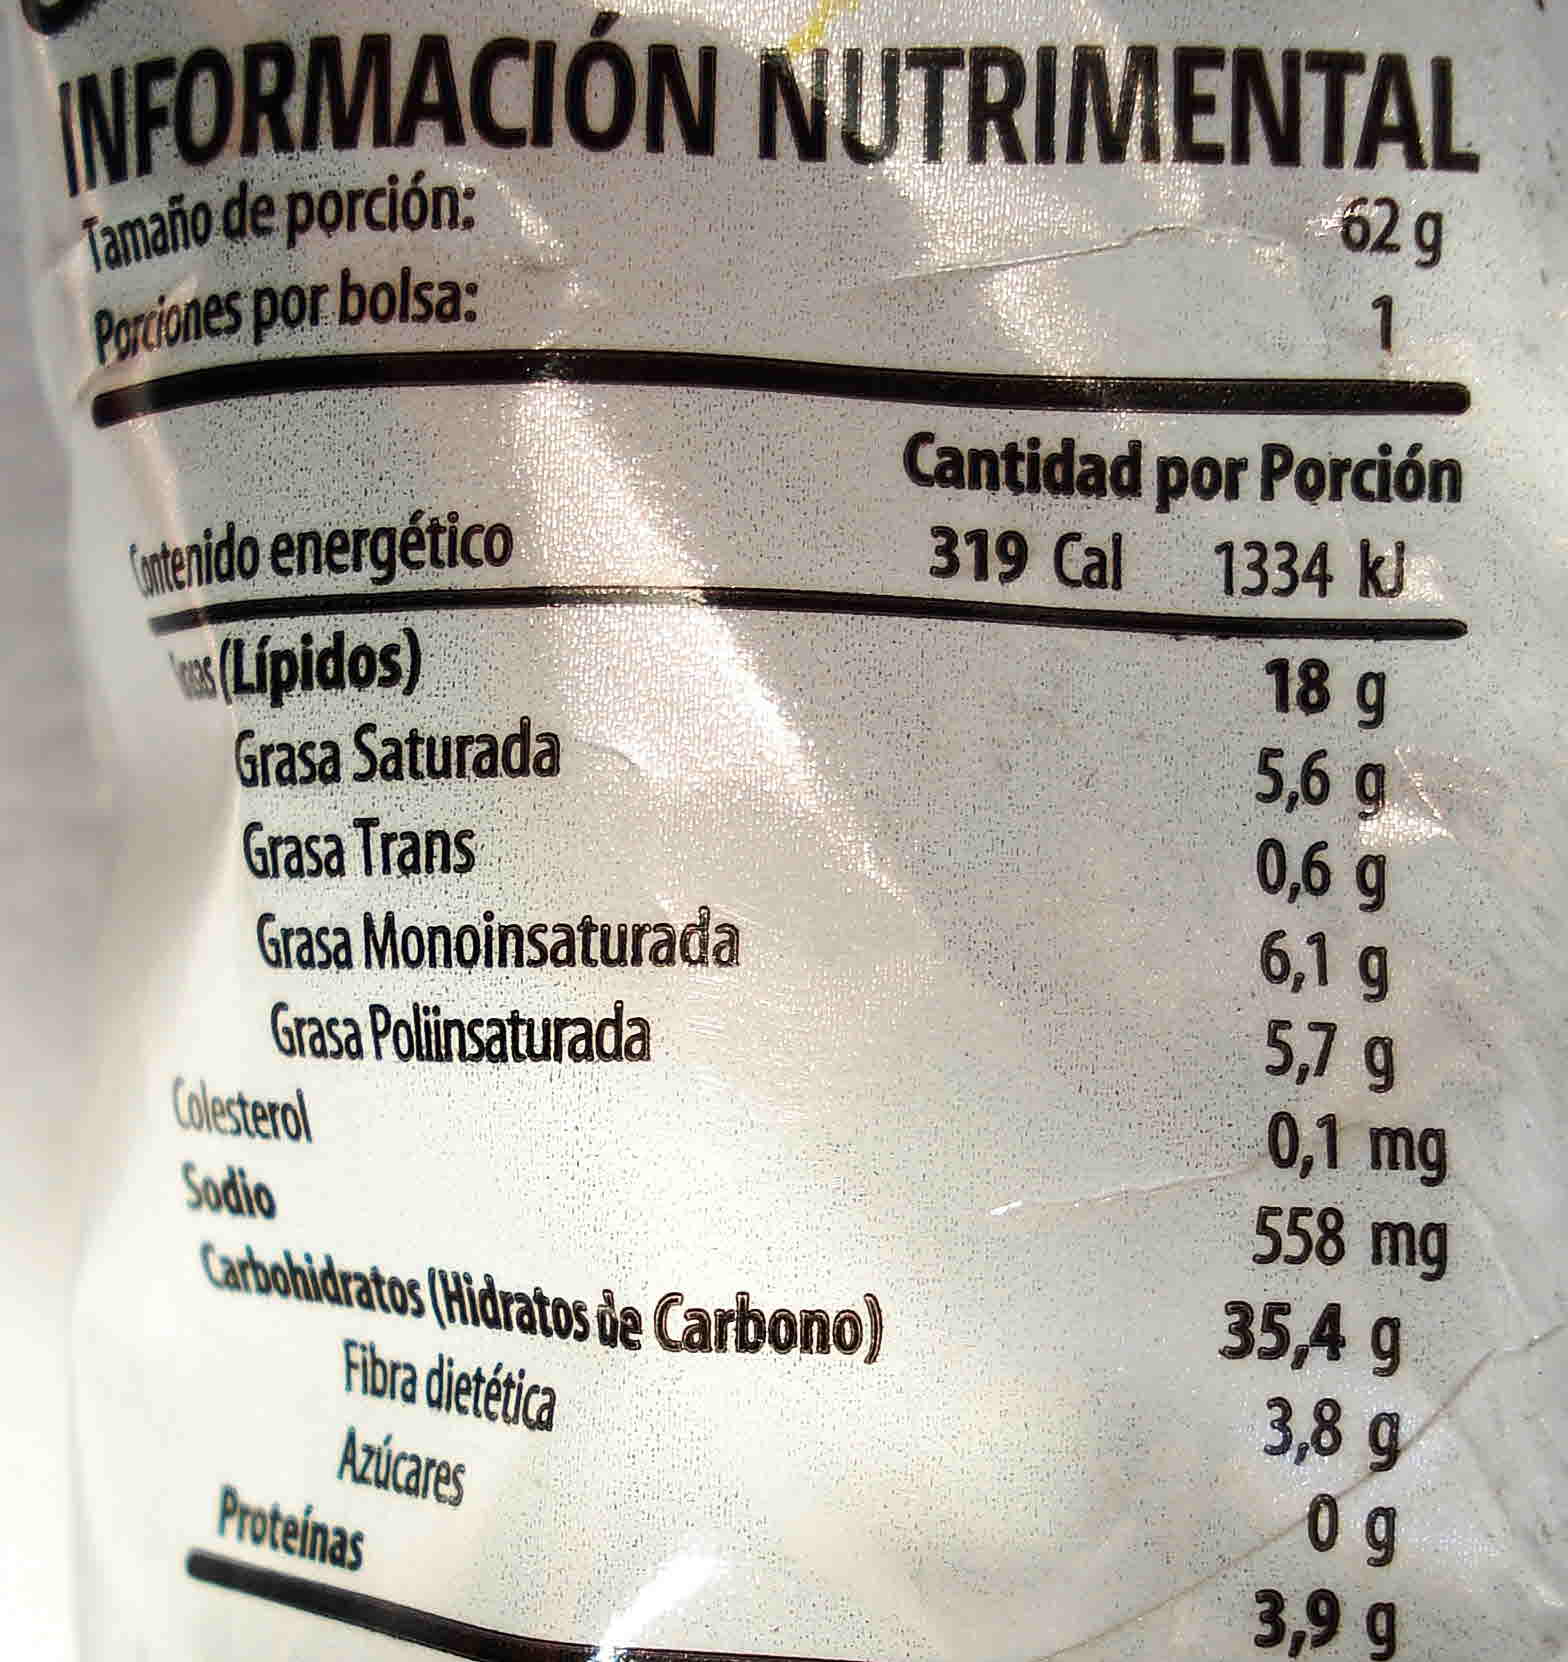 INFORMACIÓN NUTRIMENTAL
Tamaño de porción: 62 g
Porciones por bolsa: 1
Cantidad por Porción
Contenido energético 319 Cal 1334 kJ
(Lípidos) 18 g
Grasa Saturada 5,6 g
Grasa Trans 0,6 g
Grasa Monoinsaturada 6,1 g
Grasa Poliinsaturada 5,7 g
Colesterol 0,1 mg
Sodio 558 mg
Carbohidratos (Hidratos de Carbono) 35,4 g
Fibra dietética 3,8 g
Azúcares 0 g
Proteínas 3,9 g